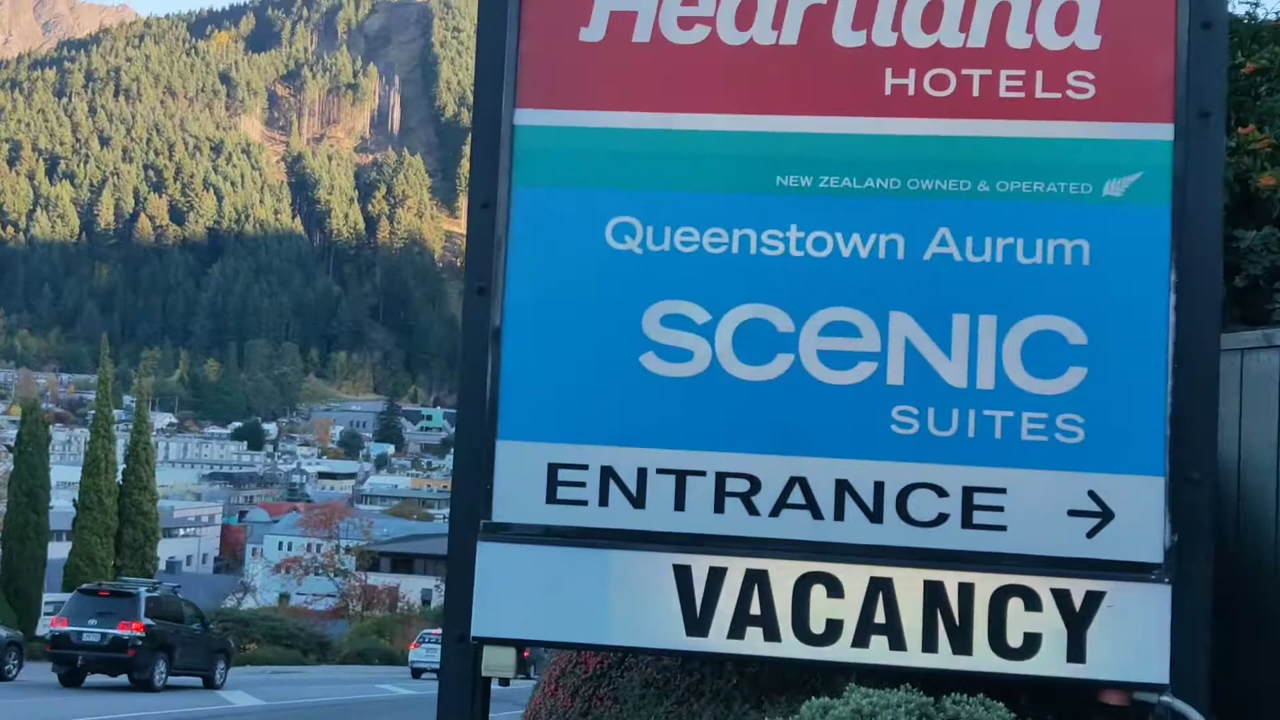 Heartland
HOTELS
NEW ZEALAND OWNED & OPERATED
Queenstown Aurum
SCeNIC
SUITES
ENTRANCE →
VACANCY